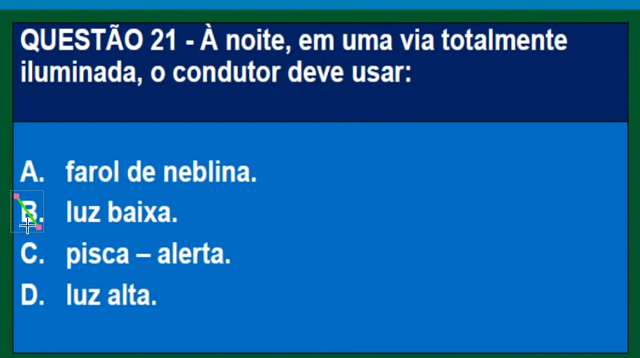 QUESTÃO 21 - À noite, em uma via totalmente
iluminada, o condutor deve usar:
A. farol de neblina.
B. luz baixa.
C. pisca – alerta.
D. luz alta.